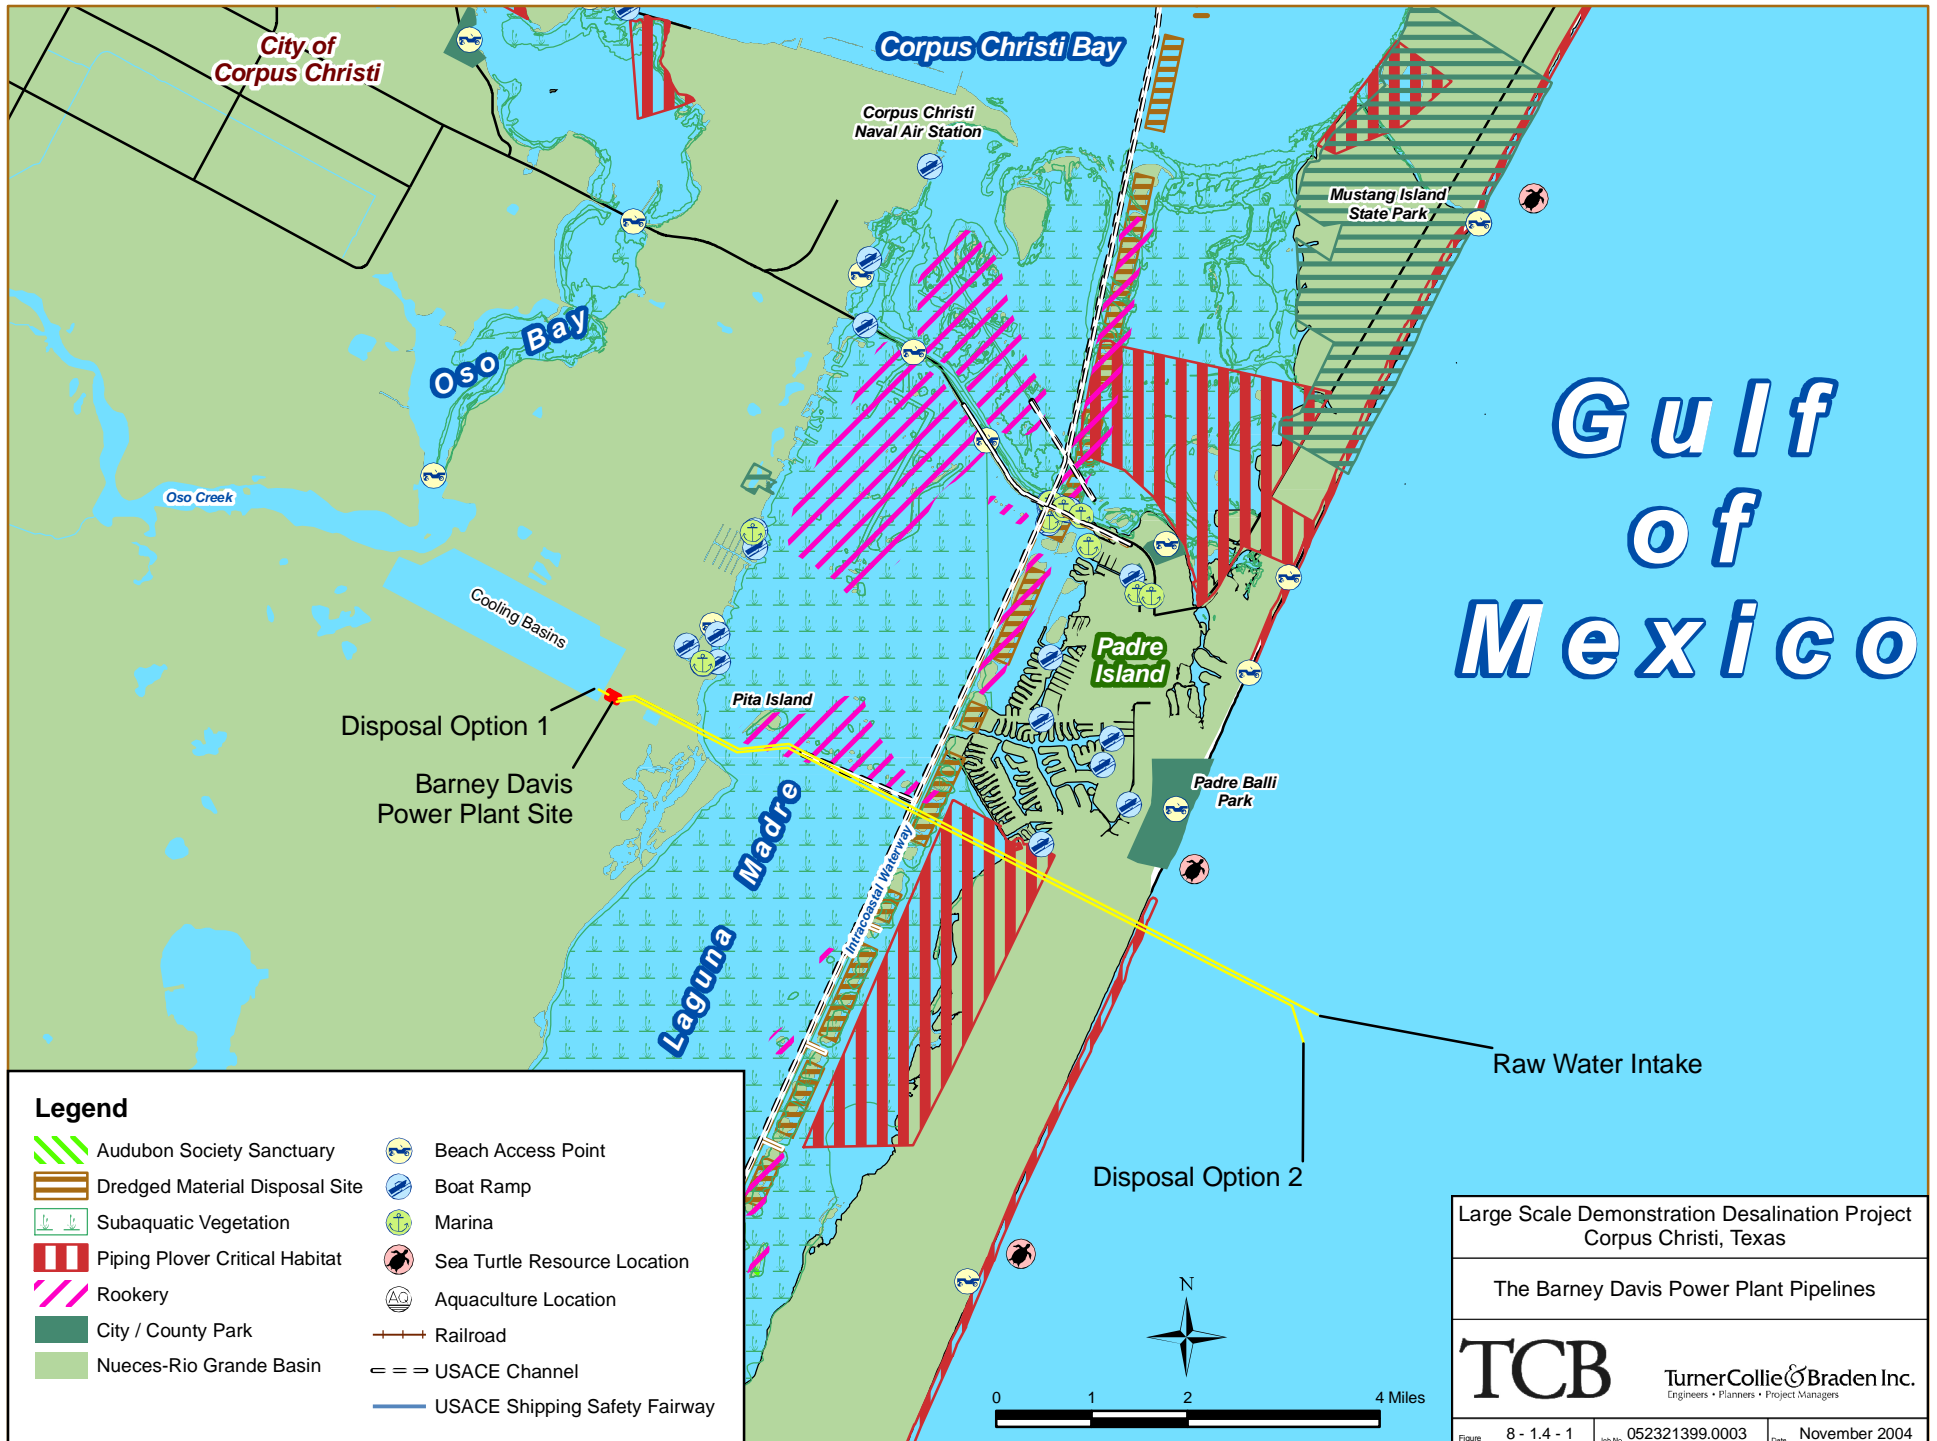 City of
Corpus Christi
Corpus Christi Bay
Corpus Christi
Naval Air Station
Mustang Island
State Park
Oso Bay
Gulf
of
Mexico
Oso Creek
Cooling Basins
Padre
Island
Pita Island
Disposal Option 1
Barney Davis
Power Plant Site
Padre Balli
Park
Laguna Madre
Intracoastal Waterway
Raw Water Intake
Disposal Option 2
Legend
Audubon Society Sanctuary
Dredged Material Disposal Site
Subaquatic Vegetation
Piping Plover Critical Habitat
Rookery
City / County Park
Nueces-Rio Grande Basin
Beach Access Point
Boat Ramp
Marina
Sea Turtle Resource Location
AQ Aquaculture Location
Railroad
USACE Channel
USACE Shipping Safety Fairway
N
0 1 2 4 Miles
Large Scale Demonstration Desalination Project
Corpus Christi, Texas
The Barney Davis Power Plant Pipelines
TCB
TurnerCollie&Braden Inc.
Engineers • Planners • Project Managers
Figure 8 - 1.4 - 1 Job No. 052321399.0003 Date November 2004